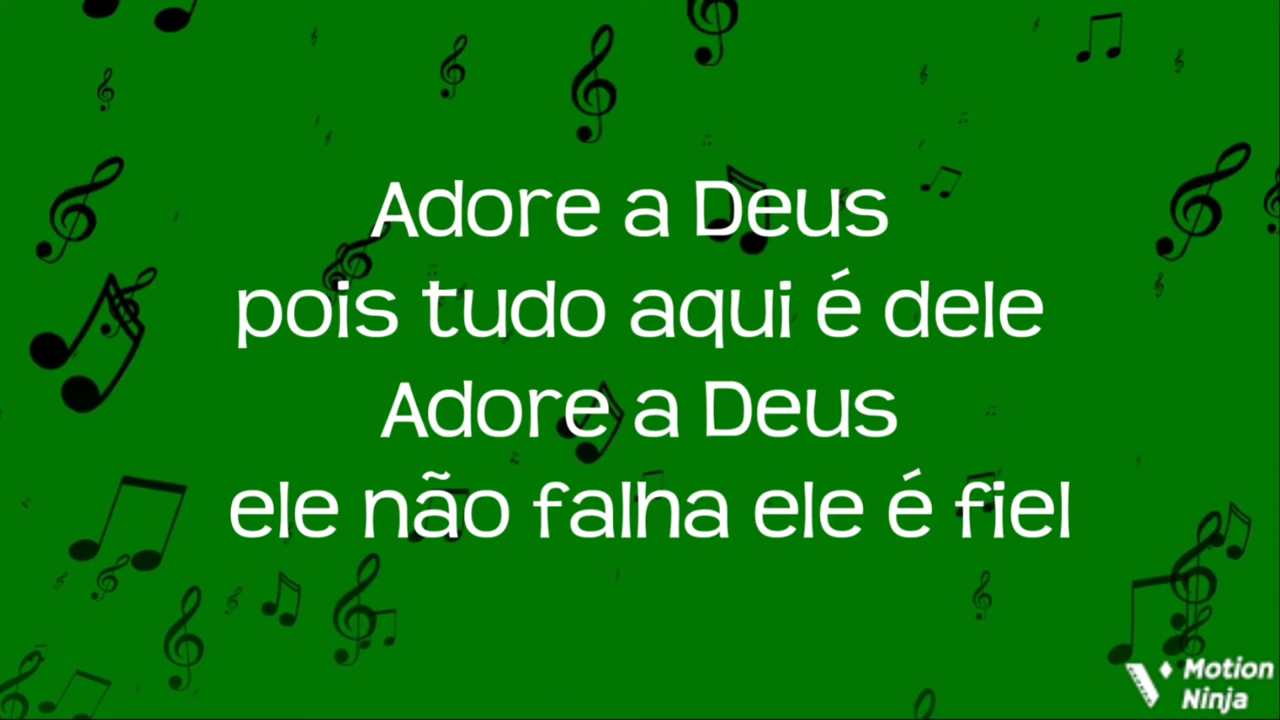 Adore a Deus
pois tudo aqui é dele
Adore a Deus
ele não falha ele é fiel
Motion
Ninja